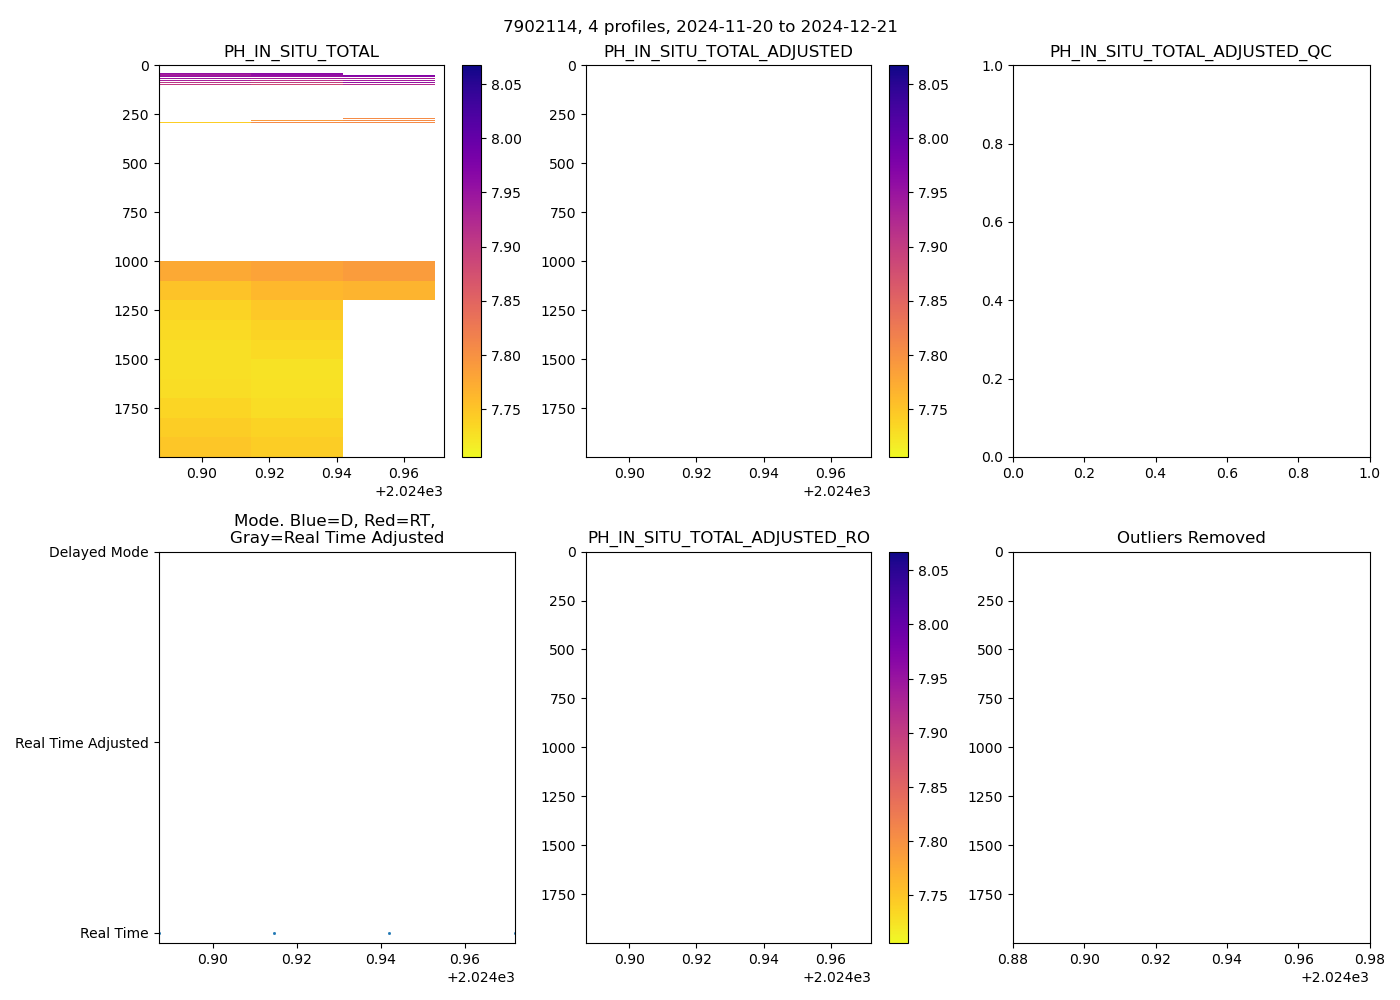 7902114, 4 profiles, 2024-11-20 to 2024-12-21
PH_IN_SITU_TOTAL
0
250
500
750
1000
1250
1500
1750
0.90 0.92 0.94 0.96
+2.024e3
8.05
8.00
7.95
7.90
7.85
7.80
7.75
PH_IN_SITU_TOTAL_ADJUSTED
0
250
500
750
1000
1250
1500
1750
0.90 0.92 0.94 0.96
+2.024e3
8.05
8.00
7.95
7.90
7.85
7.80
7.75
PH_IN_SITU_TOTAL_ADJUSTED_QC
1.0
0.8
0.6
0.4
0.2
0.0
0.0 0.2 0.4 0.6 0.8 1.0
Mode. Blue=D, Red=RT,
Gray=Real Time Adjusted
Delayed Mode
Real Time Adjusted
Real Time
0.90 0.92 0.94 0.96
+2.024e3
PH_IN_SITU_TOTAL_ADJUSTED_RO
0
250
500
750
1000
1250
1500
1750
0.90 0.92 0.94 0.96
+2.024e3
8.05
8.00
7.95
7.90
7.85
7.80
7.75
Outliers Removed
0
250
500
750
1000
1250
1500
1750
0.88 0.90 0.92 0.94 0.96 0.98
+2.024e3